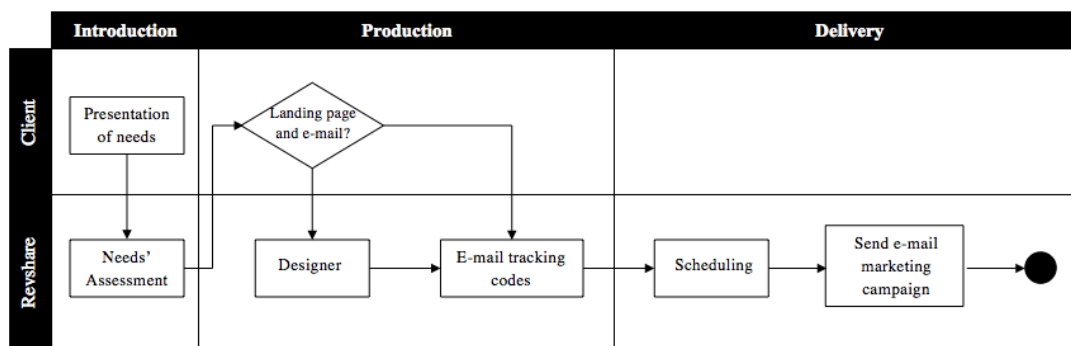 Introduction
Production
Delivery
Client
Presentation
of needs
Landing page
and e-mail?
Revshare
Needs’
Assessment
Designer
E-mail tracking
codes
Scheduling
Send e-mail
marketing
campaign